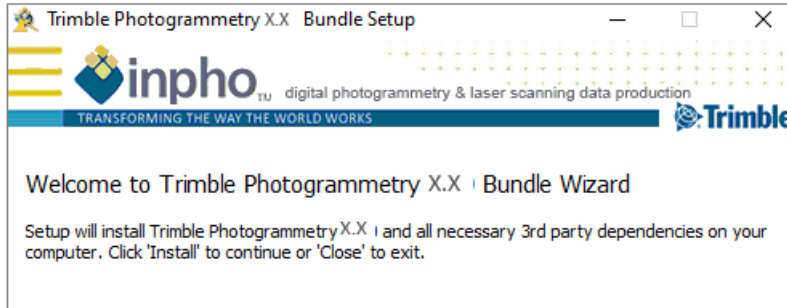 Trimble Photogrammetry X.X Bundle Setup
inpho TM digital photogrammetry & laser scanning data production
TRANSFORMING THE WAY THE WORLD WORKS
Trimble
Welcome to Trimble Photogrammetry X.X Bundle Wizard
Setup will install Trimble Photogrammetry X.X and all necessary 3rd party dependencies on your
computer. Click 'Install' to continue or 'Close' to exit.